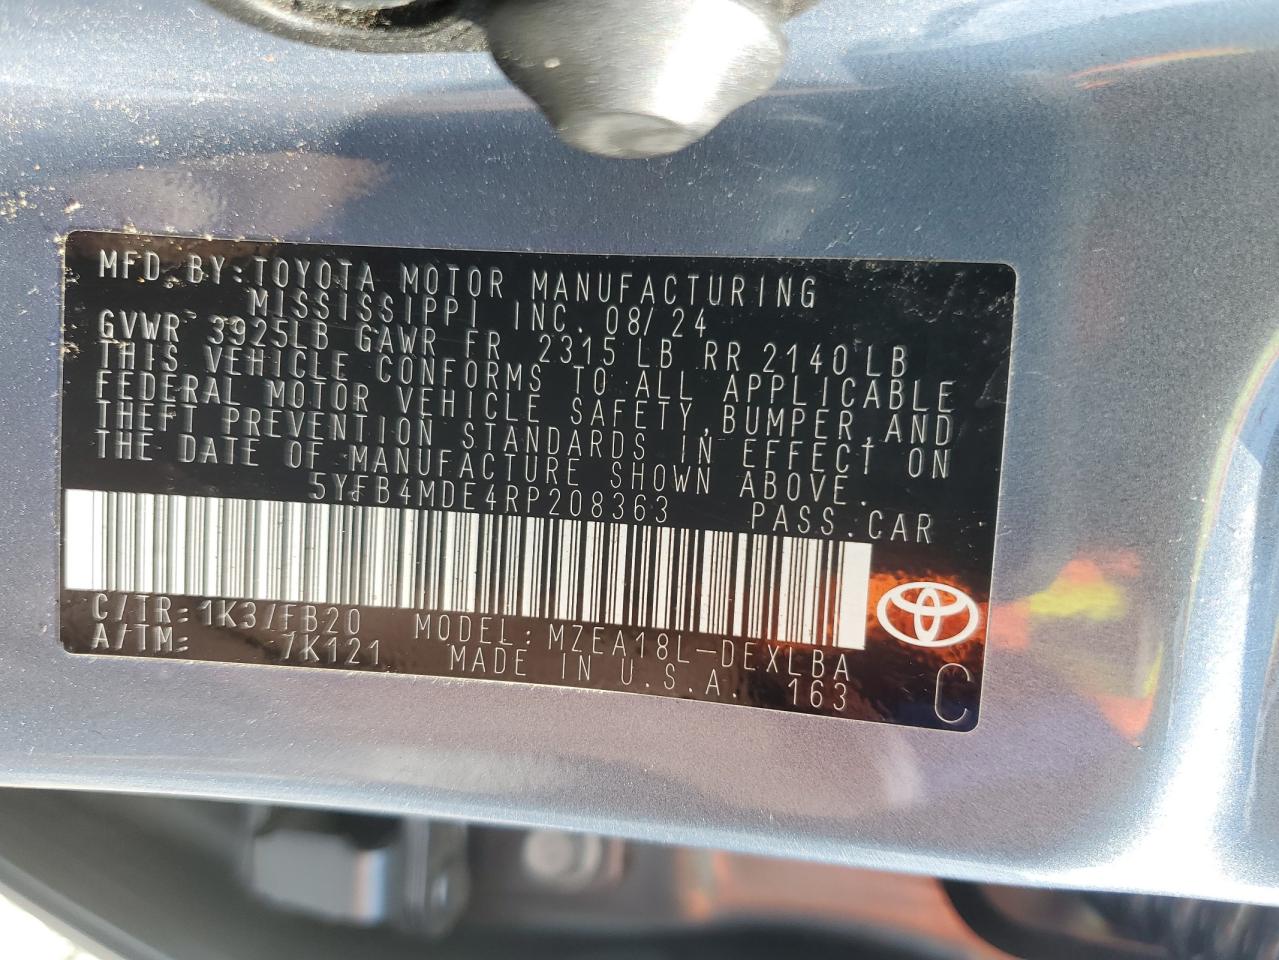 MFD BY:TOYOTA MOTOR MANUFACTURING
MISSISSIPPI INC. 08/24
GVWR 3925LB GAWR FR 2315 LB RR 2140 LB
THIS VEHICLE CONFORMS TO ALL APPLICABLE
FEDERAL MOTOR VEHICLE SAFETY,BUMPER,AND
THEFT PREVENTION STANDARDS IN EFFECT ON
THE DATE OF MANUFACTURE SHOWN ABOVE.
5YFB4MDE4RP208363 PASS.CAR
C/TR: 1K3/FB20 MODEL: MZEA18L-DEXLBA
A/TM: 7K121 MADE IN U.S.A. 163
C